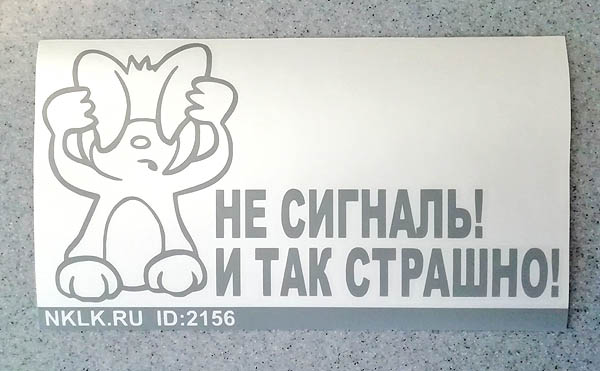 НЕ СИГНАЛЬ!
И ТАК СТРАШНО!
NKLK.RU ID:2156